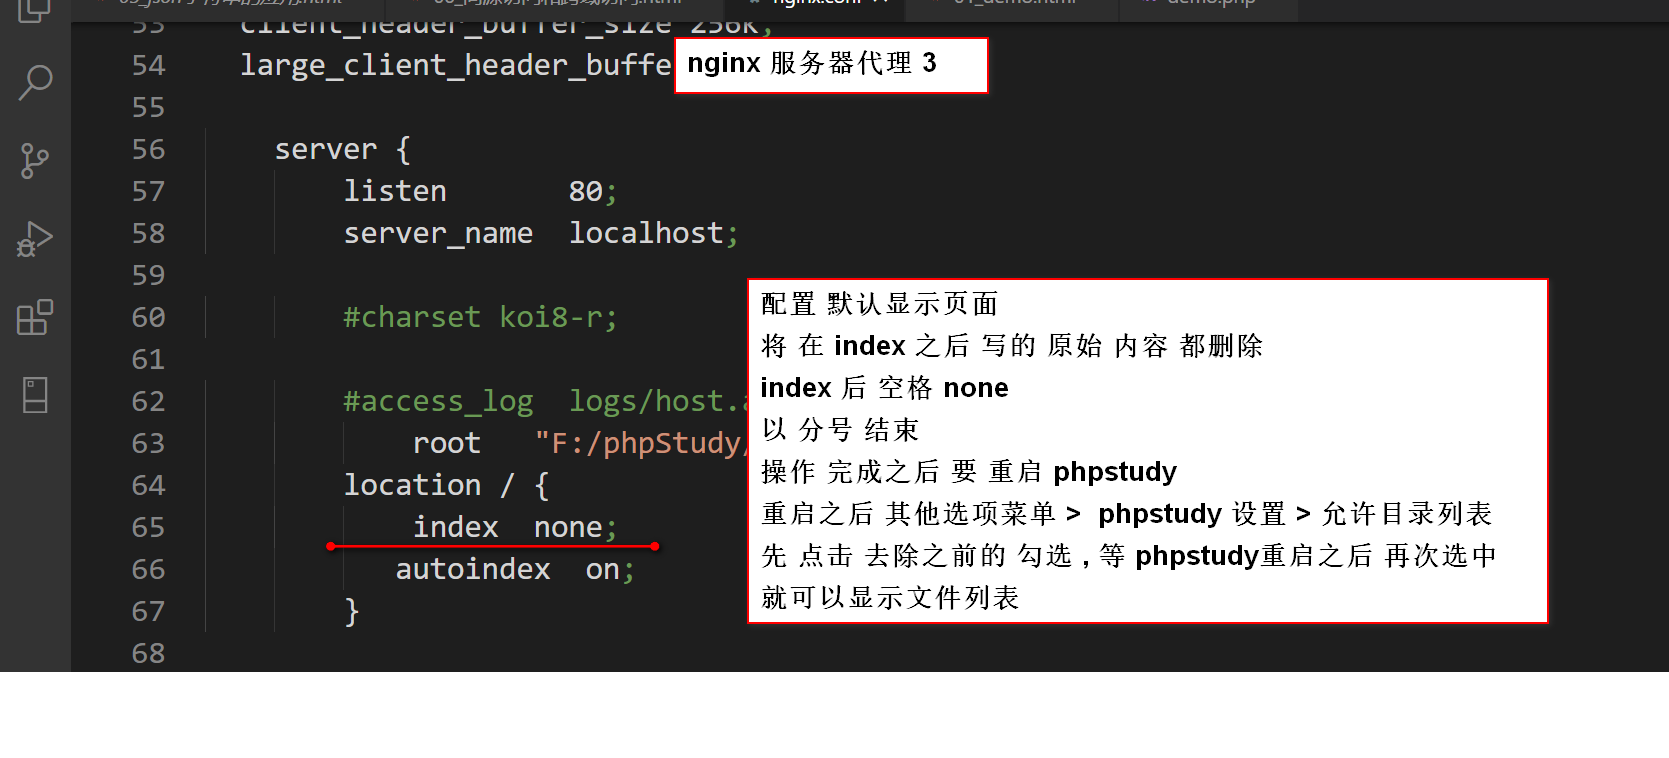 nginx.conf
53 client_header_buffer_size 256k;
54 large_client_header_buffe
nginx 服务器代理 3
55
56 server {
57 listen 80;
58 server_name localhost;
59
60 #charset koi8-r;
61
62 #access_log logs/host.a
63 root "F:/phpStudy/
64 location / {
65 index none;
66 autoindex on;
67 }
68
配置 默认显示页面
将 在 index 之后 写的 原始 内容 都删除
index 后 空格 none
以 分号 结束
操作 完成之后 要 重启 phpstudy
重启之后 其他选项菜单 > phpstudy 设置 > 允许目录列表
先 点击 去除之前的 勾选 , 等 phpstudy重启之后 再次选中
就可以显示文件列表